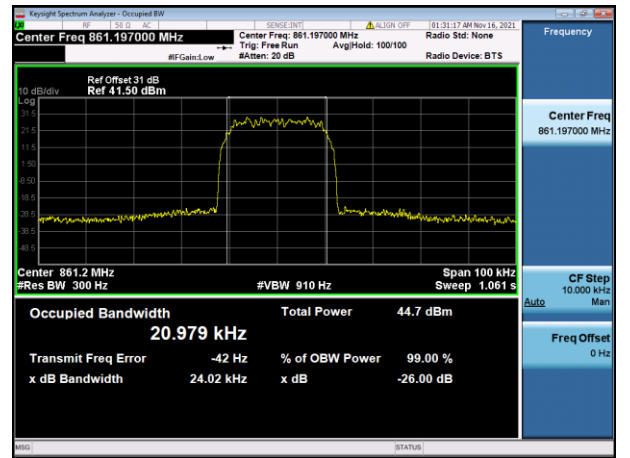 Keysight Spectrum Analyzer - Occupied BW
RF 50 Ω AC SENSE:INT ALIGN OFF 01:31:17 AM Nov 16, 2021
Center Freq 861.197000 MHz
Center Freq: 861.197000 MHz Radio Std: None
Trig: Free Run Avg|Hold: 100/100
#IFGain:Low #Atten: 20 dB Radio Device: BTS
Ref Offset 31 dB
10 dB/div Ref 41.50 dBm
Log
31.5
21.5
11.5
1.50
-8.50
-18.5
-28.5
-38.5
-48.5
Center 861.2 MHz Span 100 kHz
#Res BW 300 Hz #VBW 910 Hz Sweep 1.061 s
Occupied Bandwidth Total Power 44.7 dBm
20.979 kHz
Transmit Freq Error -42 Hz % of OBW Power 99.00 %
x dB Bandwidth 24.02 kHz x dB -26.00 dB
MSG STATUS
Frequency
Center Freq
861.197000 MHz
CF Step
10.000 kHz
Auto Man
Freq Offset
0 Hz